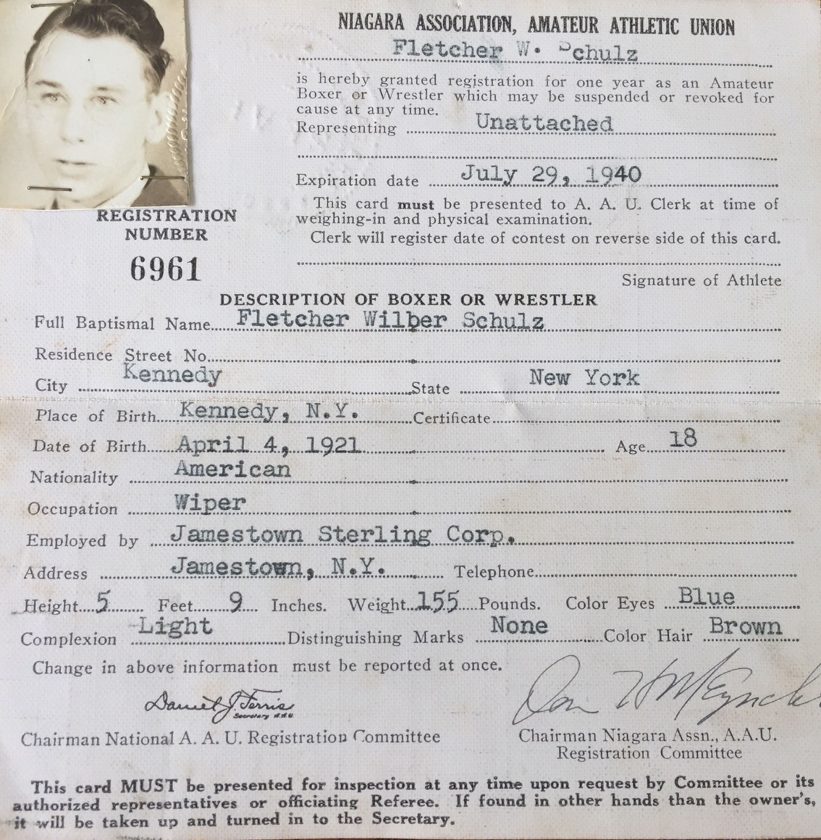 NIAGARA ASSOCIATION, AMATEUR ATHLETIC UNION
Fletcher W. Schulz
is hereby granted registration for one year as an Amateur
Boxer or Wrestler which may be suspended or revoked for
cause at any time.
Representing Unattached
Expiration date July 29, 1940
This card must be presented to A. A. U. Clerk at time of
weighing-in and physical examination.
Clerk will register date of contest on reverse side of this card.
Signature of Athlete
REGISTRATION
NUMBER
6961
DESCRIPTION OF BOXER OR WRESTLER
Full Baptismal Name Fletcher Wilber Schulz
Residence Street No.
City Kennedy State New York
Place of Birth Kennedy, N.Y. Certificate
Date of Birth April 4, 1921 Age 18
Nationality American
Occupation Wiper
Employed by Jamestown Sterling Corp.
Address Jamestown, N.Y. Telephone
Height 5 Feet 9 Inches. Weight 155 Pounds. Color Eyes Blue
Complexion Light Distinguishing Marks None Color Hair Brown
Change in above information must be reported at once.
Daniel J. Ferris
Secretary A.A.U.
Chairman National A. A. U. Registration Committee
Chairman Niagara Assn., A.A.U.
Registration Committee
This card MUST be presented for inspection at any time upon request by Committee or its
authorized representatives or officiating Referee. If found in other hands than the owner's,
it will be taken up and turned in to the Secretary.